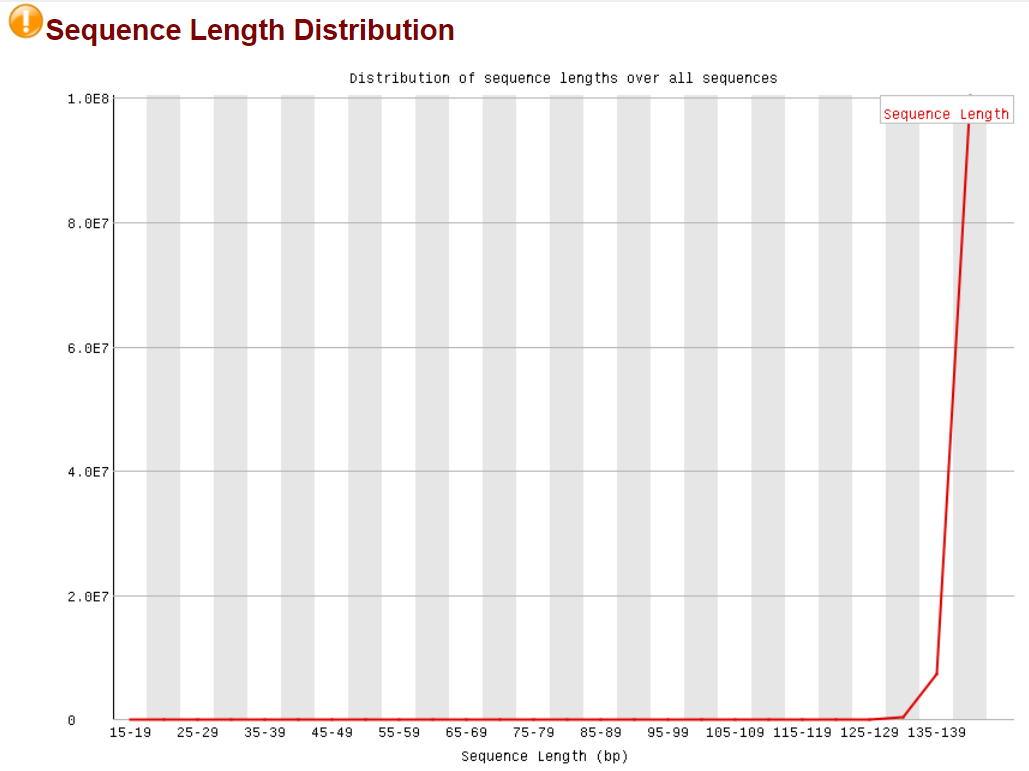 Sequence Length Distribution
Distribution of sequence lengths over all sequences
1.0E8
Sequence Length
8.0E7
6.0E7
4.0E7
2.0E7
0
15-19 25-29 35-39 45-49 55-59 65-69 75-79 85-89 95-99 105-109 115-119 125-129 135-139
Sequence Length (bp)